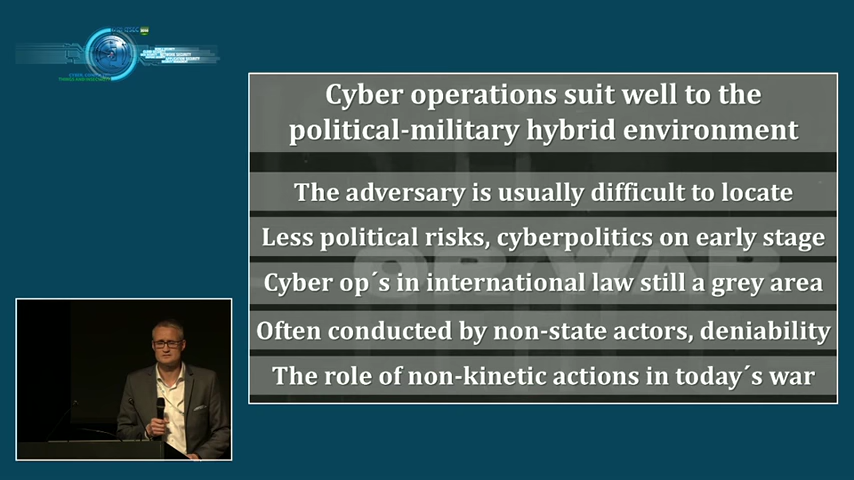 Cyber operations suit well to the
political-military hybrid environment
The adversary is usually difficult to locate
Less political risks, cyberpolitics on early stage
Cyber op´s in international law still a grey area
Often conducted by non-state actors, deniability
The role of non-kinetic actions in today´s war